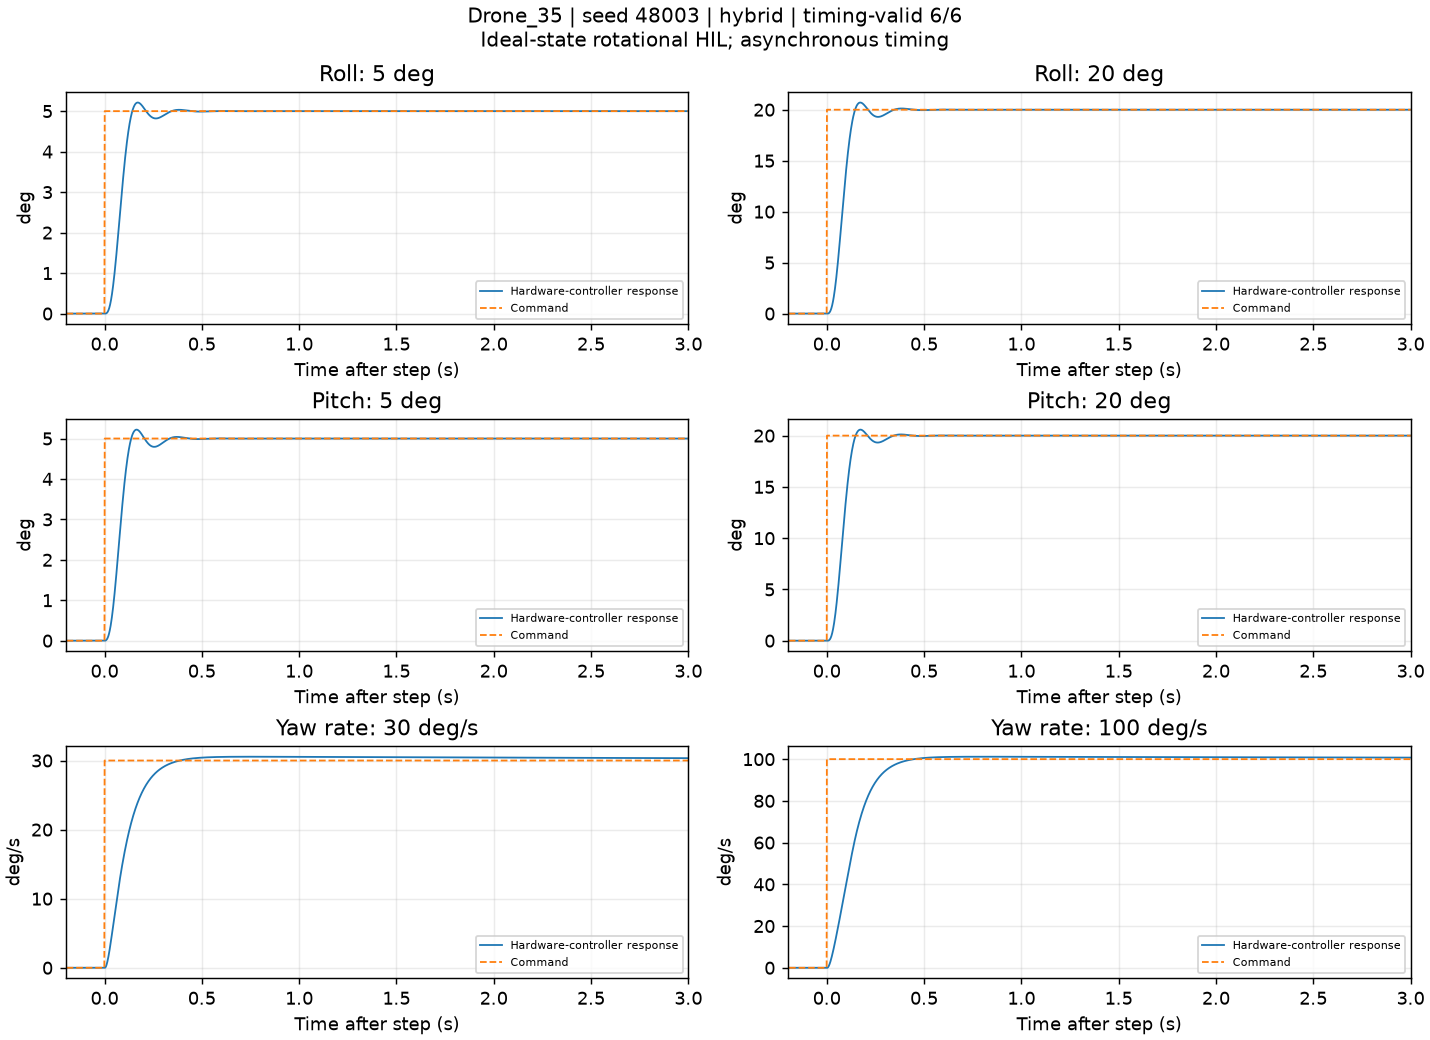 Drone_35 | seed 48003 | hybrid | timing-valid 6/6
Ideal-state rotational HIL; asynchronous timing
Roll: 5 deg
deg
5
4
3
2
1
0
Hardware-controller response
Command
0.0 0.5 1.0 1.5 2.0 2.5 3.0
Time after step (s)
Roll: 20 deg
deg
20
15
10
5
0
Hardware-controller response
Command
0.0 0.5 1.0 1.5 2.0 2.5 3.0
Time after step (s)
Pitch: 5 deg
deg
5
4
3
2
1
0
Hardware-controller response
Command
0.0 0.5 1.0 1.5 2.0 2.5 3.0
Time after step (s)
Pitch: 20 deg
deg
20
15
10
5
0
Hardware-controller response
Command
0.0 0.5 1.0 1.5 2.0 2.5 3.0
Time after step (s)
Yaw rate: 30 deg/s
deg/s
30
20
10
0
Hardware-controller response
Command
0.0 0.5 1.0 1.5 2.0 2.5 3.0
Time after step (s)
Yaw rate: 100 deg/s
deg/s
100
80
60
40
20
0
Hardware-controller response
Command
0.0 0.5 1.0 1.5 2.0 2.5 3.0
Time after step (s)